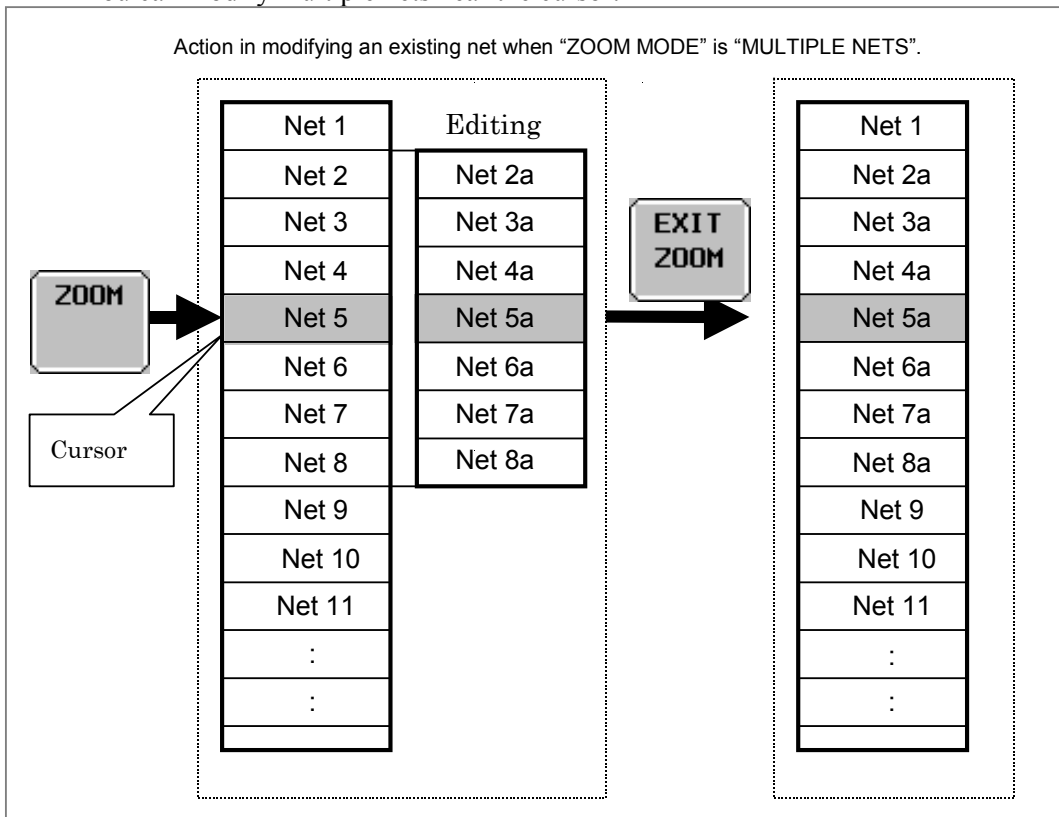 Action in modifying an existing net when “ZOOM MODE” is “MULTIPLE NETS”.
ZOOM
Cursor
Net 1
Net 2
Net 3
Net 4
Net 5
Net 6
Net 7
Net 8
Net 9
Net 10
Net 11
:
:
Editing
Net 2a
Net 3a
Net 4a
Net 5a
Net 6a
Net 7a
Net 8a
EXIT
ZOOM
Net 1
Net 2a
Net 3a
Net 4a
Net 5a
Net 6a
Net 7a
Net 8a
Net 9
Net 10
Net 11
:
: